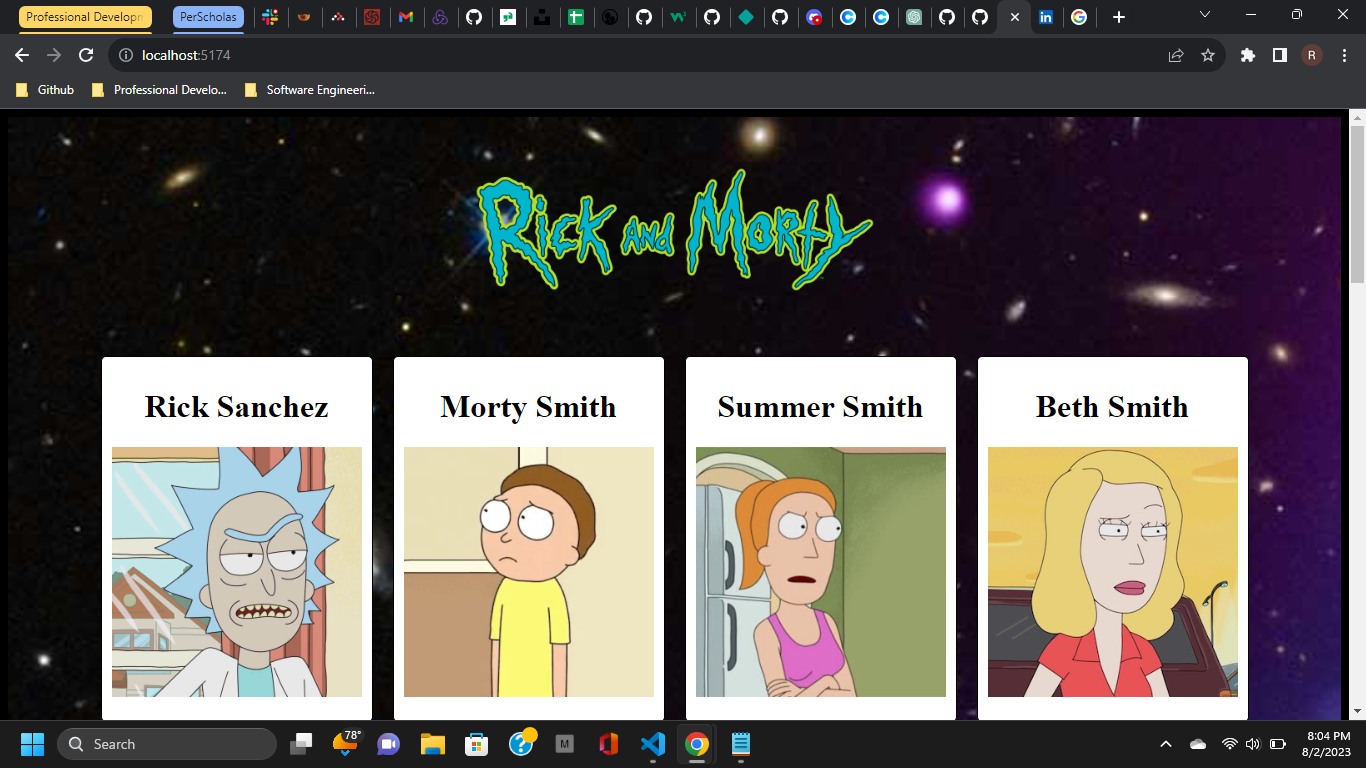 Professional Developm
PerScholas
localhost:5174
R
Github
Professional Develo...
Software Engineeri...
Rick and Morty
Rick Sanchez
Morty Smith
Summer Smith
Beth Smith
Search
78°
M
8:04 PM
8/2/2023